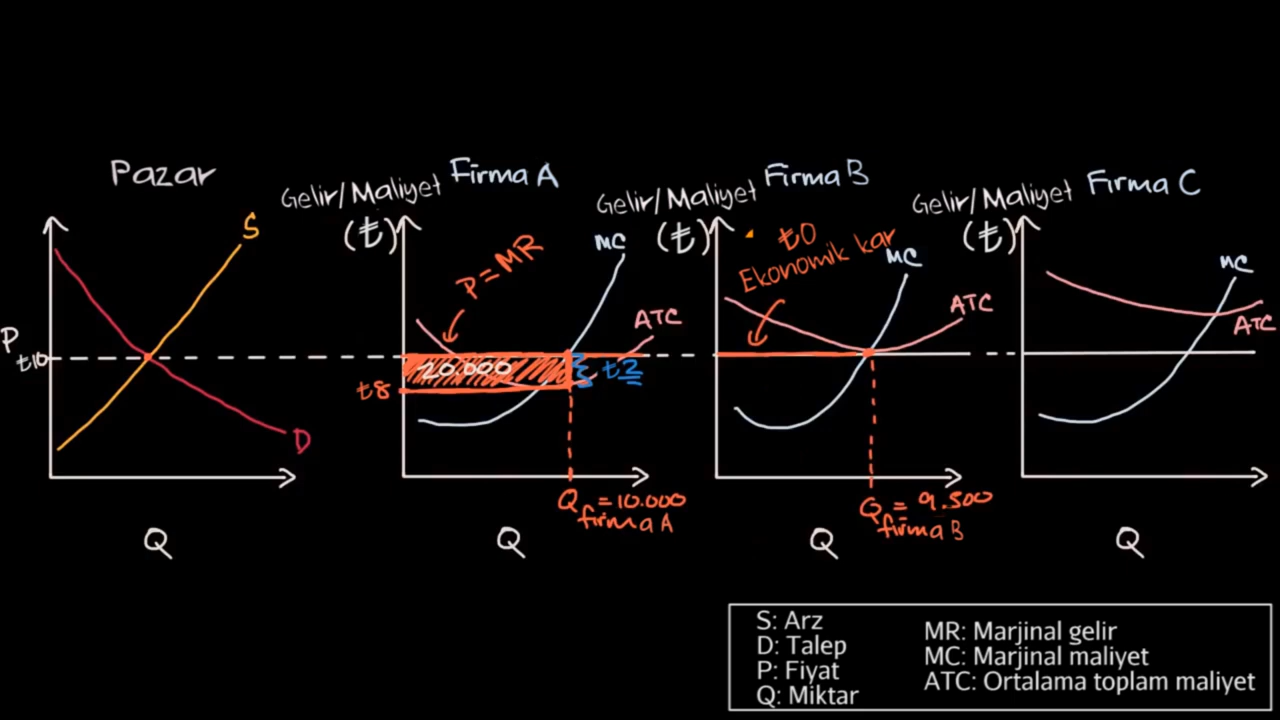 Pazar
S
P
₺10
D
Q
Gelir/Maliyet
(₺)
Firma A
P=MR
MC
ATC
20.000
₺2
₺8
Q firma A = 10.000
Q
Gelir/Maliyet
(₺)
Firma B
₺0
Ekonomik kar
MC
ATC
Q firma B = 9.500
Q
Gelir/Maliyet
(₺)
Firma C
MC
ATC
Q
S: Arz
D: Talep
P: Fiyat
Q: Miktar
MR: Marjinal gelir
MC: Marjinal maliyet
ATC: Ortalama toplam maliyet